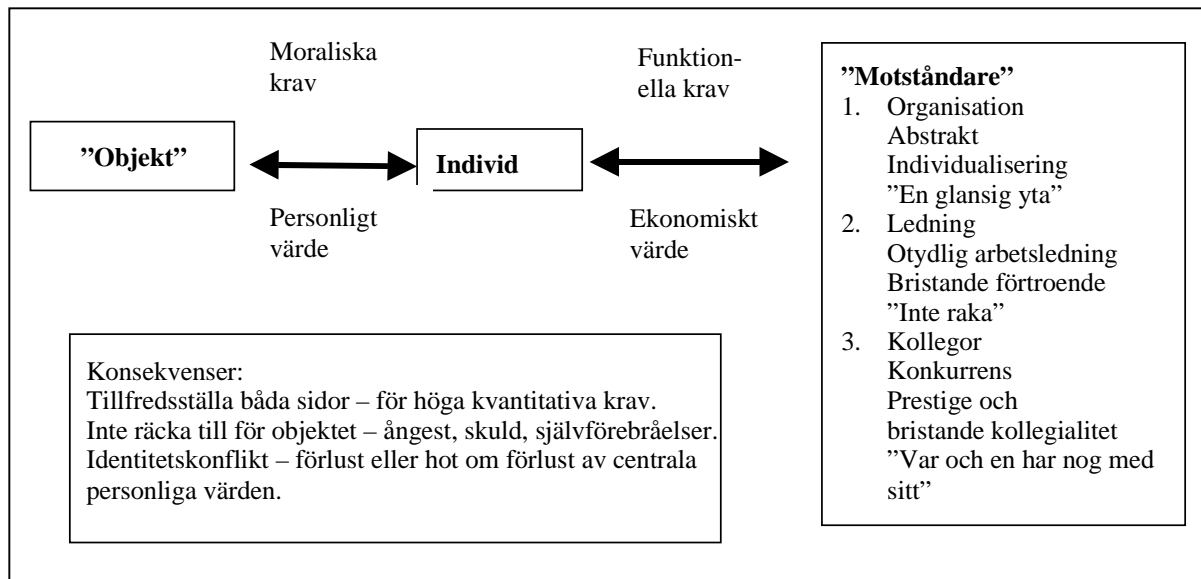 Moraliska
krav
Funktion-
ella krav
”Objekt”
Individ
Personligt
värde
Ekonomiskt
värde
”Motståndare”
1. Organisation
Abstrakt
Individualisering
”En glansig yta”
2. Ledning
Otydlig arbetsledning
Bristande förtroende
”Inte raka”
3. Kollegor
Konkurrens
Prestige och
bristande kollegialitet
”Var och en har nog med
sitt”
Konsekvenser:
Tillfredsställa båda sidor – för höga kvantitativa krav.
Inte räcka till för objektet – ångest, skuld, självförebråelser.
Identitetskonflikt – förlust eller hot om förlust av centrala
personliga värden.